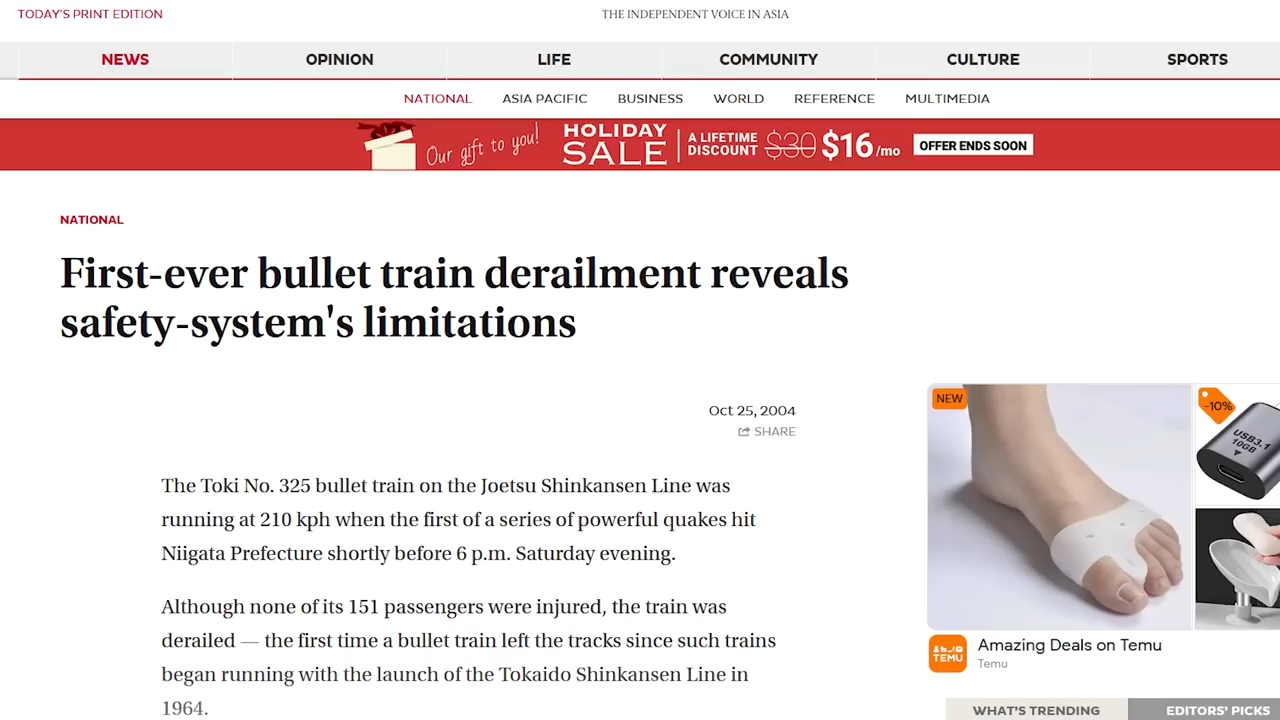 TODAY'S PRINT EDITION
THE INDEPENDENT VOICE IN ASIA
NEWS OPINION LIFE COMMUNITY CULTURE SPORTS
NATIONAL ASIA PACIFIC BUSINESS WORLD REFERENCE MULTIMEDIA
Our gift to you!
HOLIDAY
SALE
A LIFETIME
DISCOUNT
$30 $16 /mo
OFFER ENDS SOON
NATIONAL
First-ever bullet train derailment reveals
safety-system's limitations
Oct 25, 2004
SHARE
The Toki No. 325 bullet train on the Joetsu Shinkansen Line was
running at 210 kph when the first of a series of powerful quakes hit
Niigata Prefecture shortly before 6 p.m. Saturday evening.
Although none of its 151 passengers were injured, the train was
derailed — the first time a bullet train left the tracks since such trains
began running with the launch of the Tokaido Shinkansen Line in
1964.
NEW
-10%
USB3.1
10GB
TEMU
Amazing Deals on Temu
Temu
WHAT'S TRENDING EDITORS' PICKS